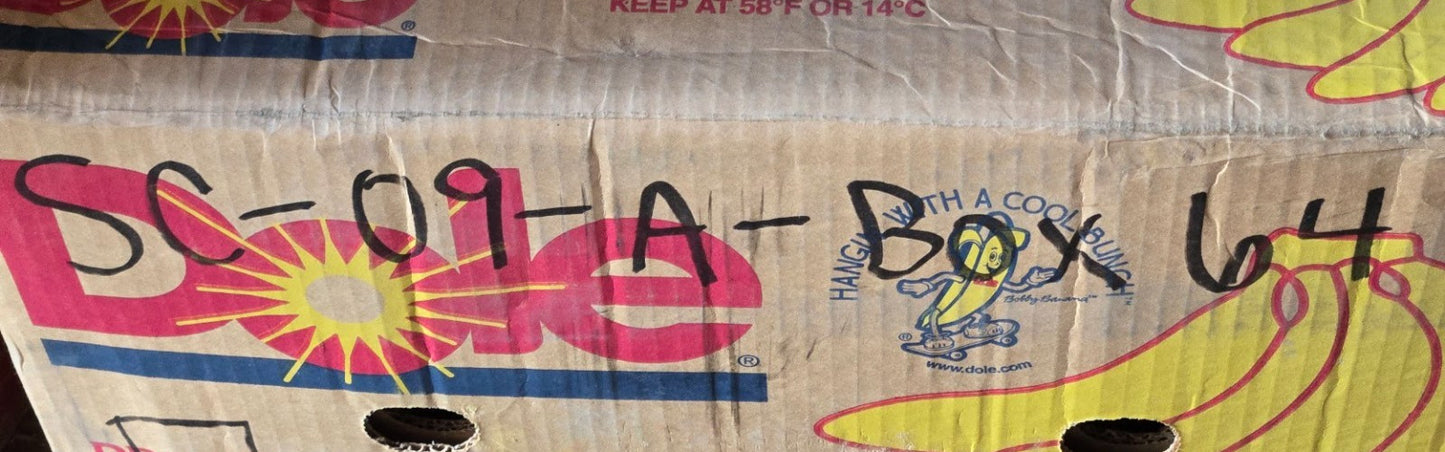 Dole®
KEEP AT 58°F OR 14°C
SC-09-A-Box 64
Dole®
HANGIN' WITH A COOL BUNCH™
Bobby Banana™
®
www.dole.com